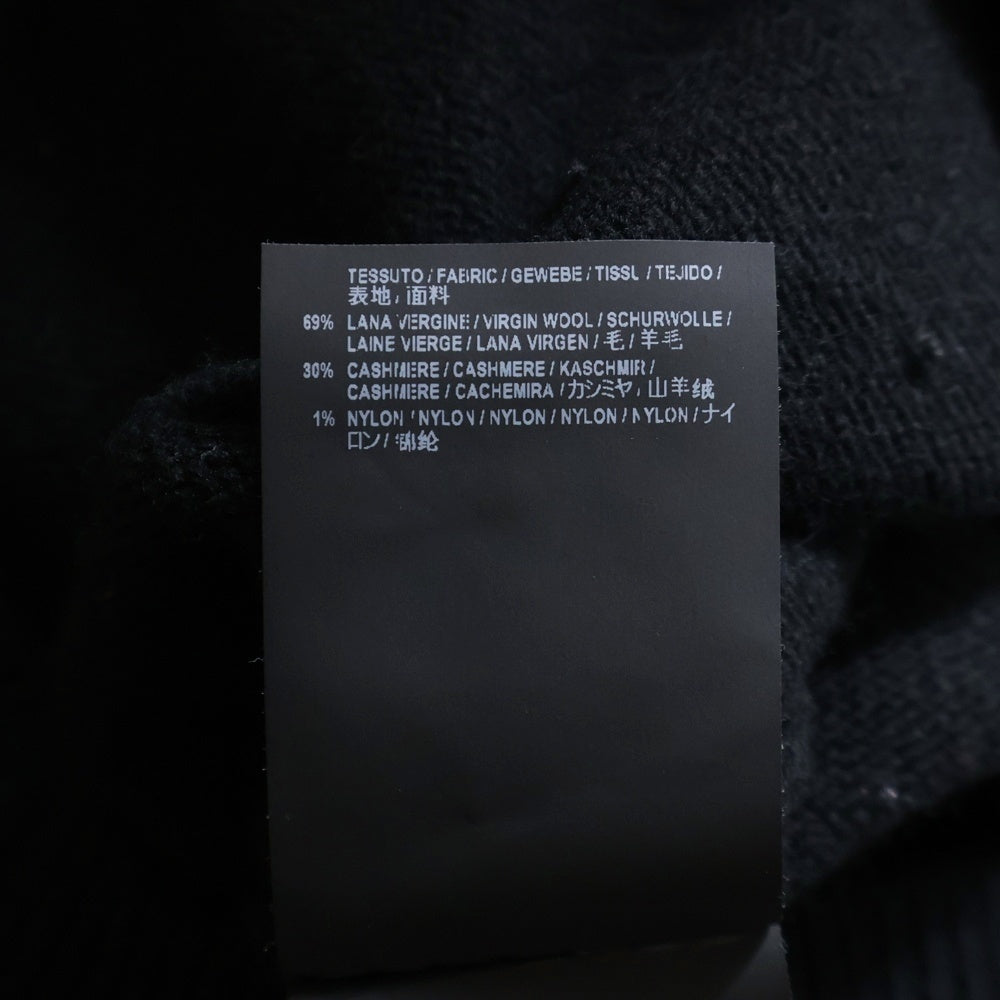 TESSUTO / FABRIC / GEWEBE / TISSU / TEJIDO /
表地 / 面料
69% LANA VERGINE / VIRGIN WOOL / SCHURWOLLE /
LAINE VIERGE / LANA VIRGEN / 毛 / 羊毛
30% CASHMERE / CASHMERE / KASCHMIR /
CASHMERE / CACHEMIRA / カシミヤ / 山羊绒
1% NYLON / NYLON / NYLON / NYLON / NYLON / ナイ
ロン / 锦纶